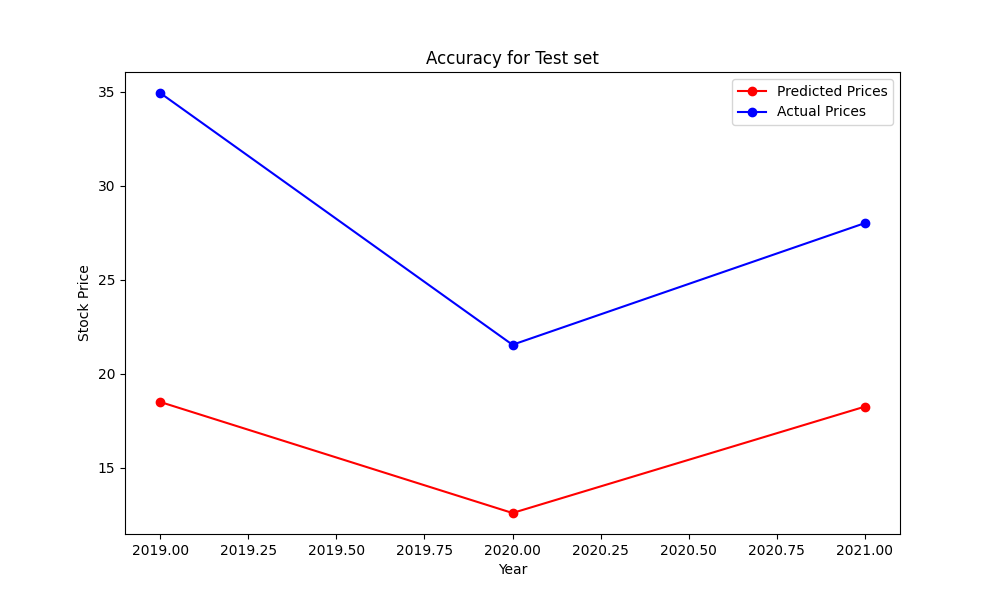 Accuracy for Test set
Predicted Prices
Actual Prices
35
30
25
20
15
Stock Price
2019.00 2019.25 2019.50 2019.75 2020.00 2020.25 2020.50 2020.75 2021.00
Year